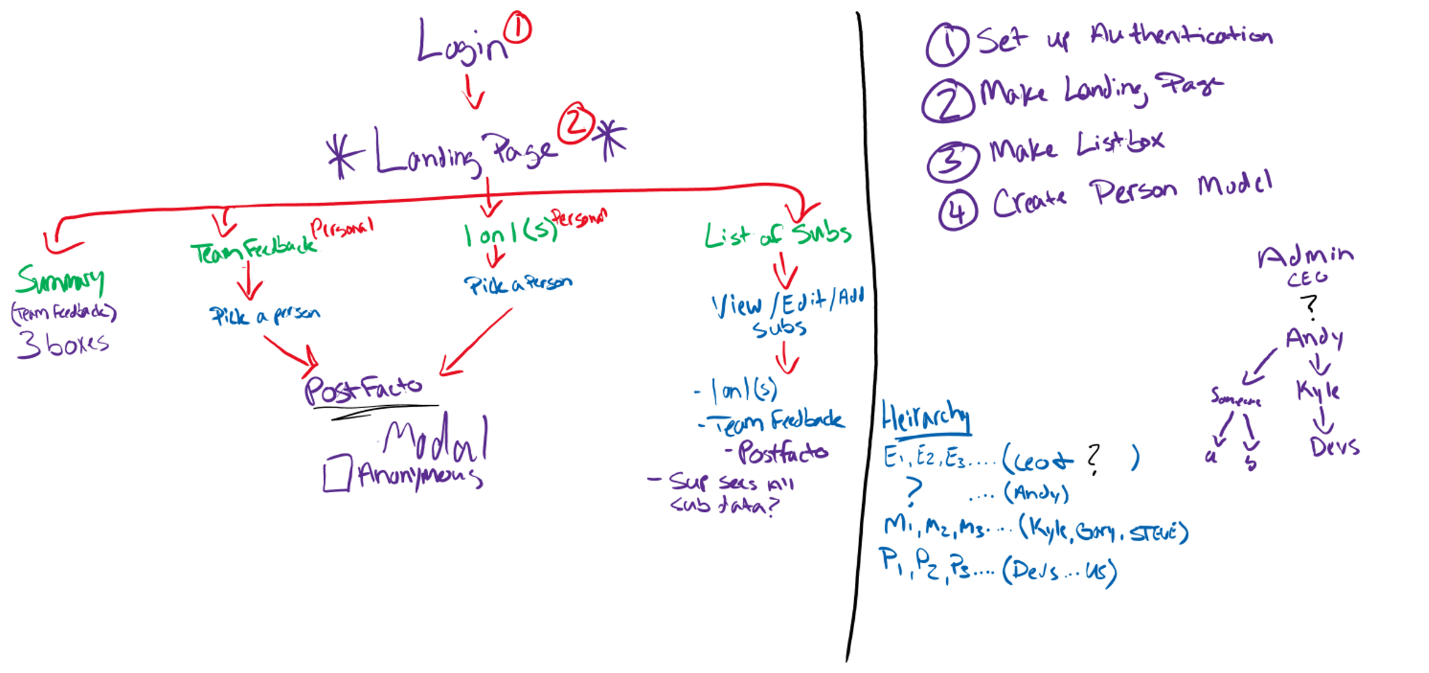 Login ①
* Landing Page ② *
Summary
(Team Feedback)
3 boxes
Team Feedback Personal
Pick a person
1 on 1 (s) Personal
Pick a Person
PostFacto
Modal
Anonymous
List of Subs
View / Edit / Add
Subs
- 1 on 1(s)
- Team Feedback
- Postfacto
- Sup sees All
sub data?
① Set up Authentication
② Make Landing Page
③ Make Listbox
④ Create Person Model
Admin
CEO
?
Andy
Someone Kyle
a b Devs
Heirarchy
E1, E2, E3.... (CEO & ? )
? .... (Andy)
M1, M2, M3.... (Kyle, Gary, STEVE)
P1, P2, P3.... (Devs... us)